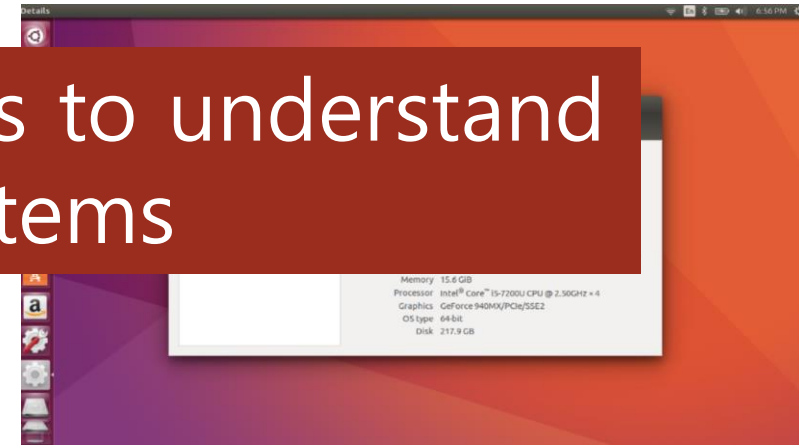 Details
En
6:56 PM
s to understand
tems
Memory 15.6 GiB
Processor Intel® Core™ i5-7200U CPU @ 2.50GHz × 4
Graphics GeForce 940MX/PCIe/SSE2
OS type 64-bit
Disk 217.9 GB
A
a